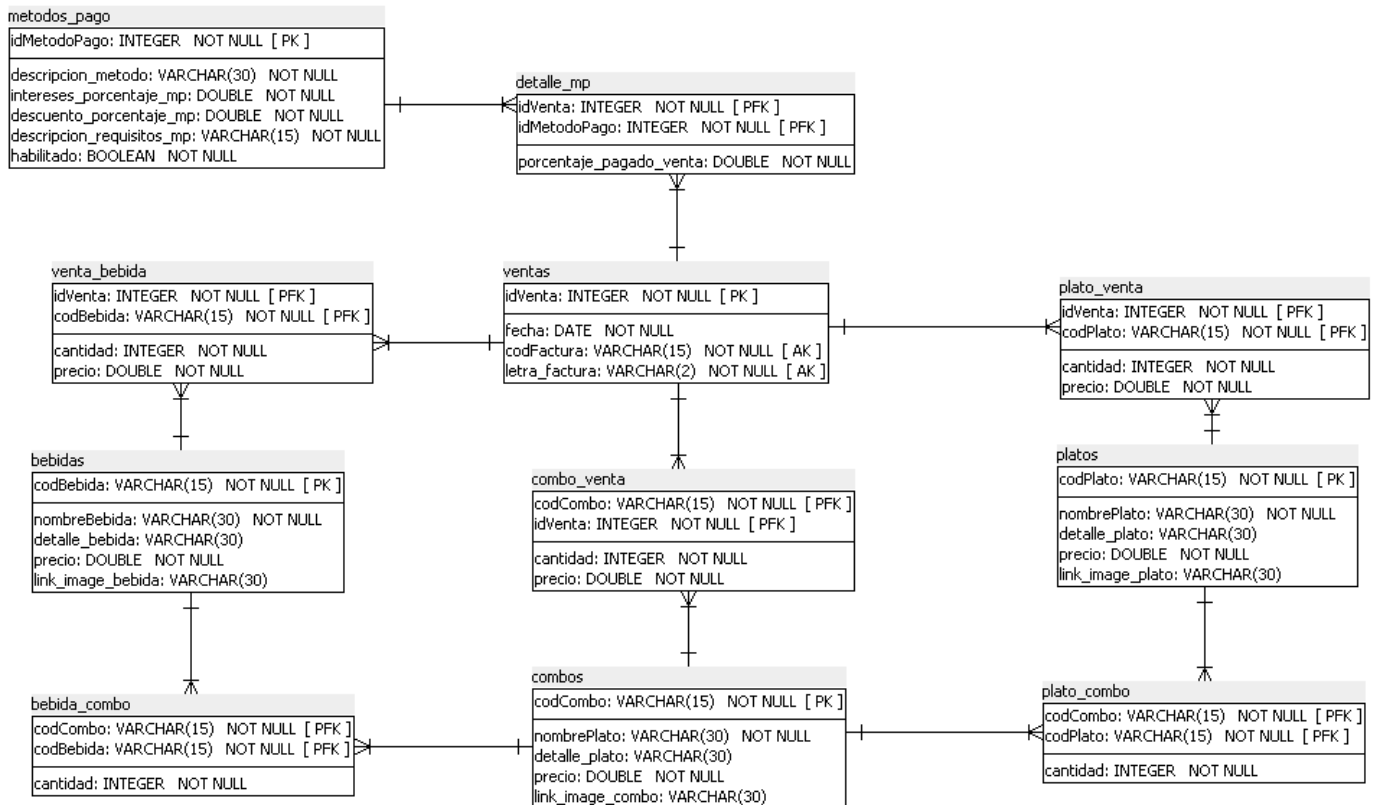 metodos_pago
idMetodoPago: INTEGER NOT NULL [ PK ]
descripcion_metodo: VARCHAR(30) NOT NULL
intereses_porcentaje_mp: DOUBLE NOT NULL
descuento_porcentaje_mp: DOUBLE NOT NULL
descripcion_requisitos_mp: VARCHAR(15) NOT NULL
habilitado: BOOLEAN NOT NULL
detalle_mp
idVenta: INTEGER NOT NULL [ PFK ]
idMetodoPago: INTEGER NOT NULL [ PFK ]
porcentaje_pagado_venta: DOUBLE NOT NULL
venta_bebida
idVenta: INTEGER NOT NULL [ PFK ]
codBebida: VARCHAR(15) NOT NULL [ PFK ]
cantidad: INTEGER NOT NULL
precio: DOUBLE NOT NULL
ventas
idVenta: INTEGER NOT NULL [ PK ]
fecha: DATE NOT NULL
codFactura: VARCHAR(15) NOT NULL [ AK ]
letra_factura: VARCHAR(2) NOT NULL [ AK ]
plato_venta
idVenta: INTEGER NOT NULL [ PFK ]
codPlato: VARCHAR(15) NOT NULL [ PFK ]
cantidad: INTEGER NOT NULL
precio: DOUBLE NOT NULL
bebidas
codBebida: VARCHAR(15) NOT NULL [ PK ]
nombreBebida: VARCHAR(30) NOT NULL
detalle_bebida: VARCHAR(30)
precio: DOUBLE NOT NULL
link_image_bebida: VARCHAR(30)
combo_venta
codCombo: VARCHAR(15) NOT NULL [ PFK ]
idVenta: INTEGER NOT NULL [ PFK ]
cantidad: INTEGER NOT NULL
precio: DOUBLE NOT NULL
platos
codPlato: VARCHAR(15) NOT NULL [ PK ]
nombrePlato: VARCHAR(30) NOT NULL
detalle_plato: VARCHAR(30)
precio: DOUBLE NOT NULL
link_image_plato: VARCHAR(30)
bebida_combo
codCombo: VARCHAR(15) NOT NULL [ PFK ]
codBebida: VARCHAR(15) NOT NULL [ PFK ]
cantidad: INTEGER NOT NULL
combos
codCombo: VARCHAR(15) NOT NULL [ PK ]
nombrePlato: VARCHAR(30) NOT NULL
detalle_plato: VARCHAR(30)
precio: DOUBLE NOT NULL
link_image_combo: VARCHAR(30)
plato_combo
codCombo: VARCHAR(15) NOT NULL [ PFK ]
codPlato: VARCHAR(15) NOT NULL [ PFK ]
cantidad: INTEGER NOT NULL